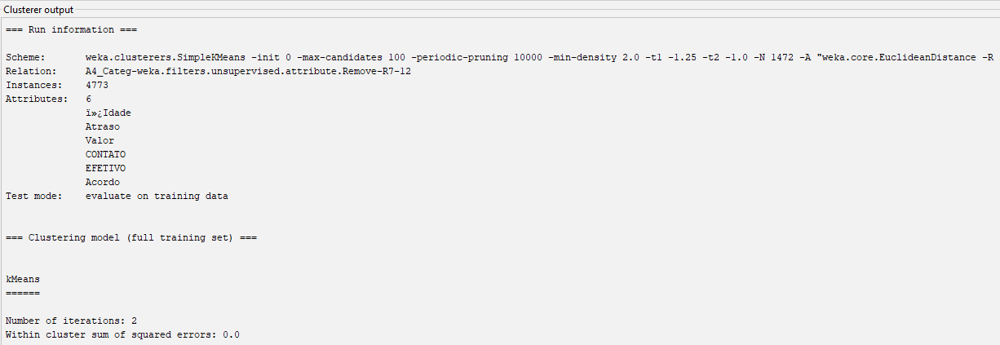 Clusterer output
=== Run information ===
Scheme: weka.clusterers.SimpleKMeans -init 0 -max-candidates 100 -periodic-pruning 10000 -min-density 2.0 -t1 -1.25 -t2 -1.0 -N 1472 -A "weka.core.EuclideanDistance -R
Relation: A4_Categ-weka.filters.unsupervised.attribute.Remove-R7-12
Instances: 4773
Attributes: 6
ï»¿Idade
Atraso
Valor
CONTATO
EFETIVO
Acordo
Test mode: evaluate on training data
=== Clustering model (full training set) ===
kMeans
======
Number of iterations: 2
Within cluster sum of squared errors: 0.0